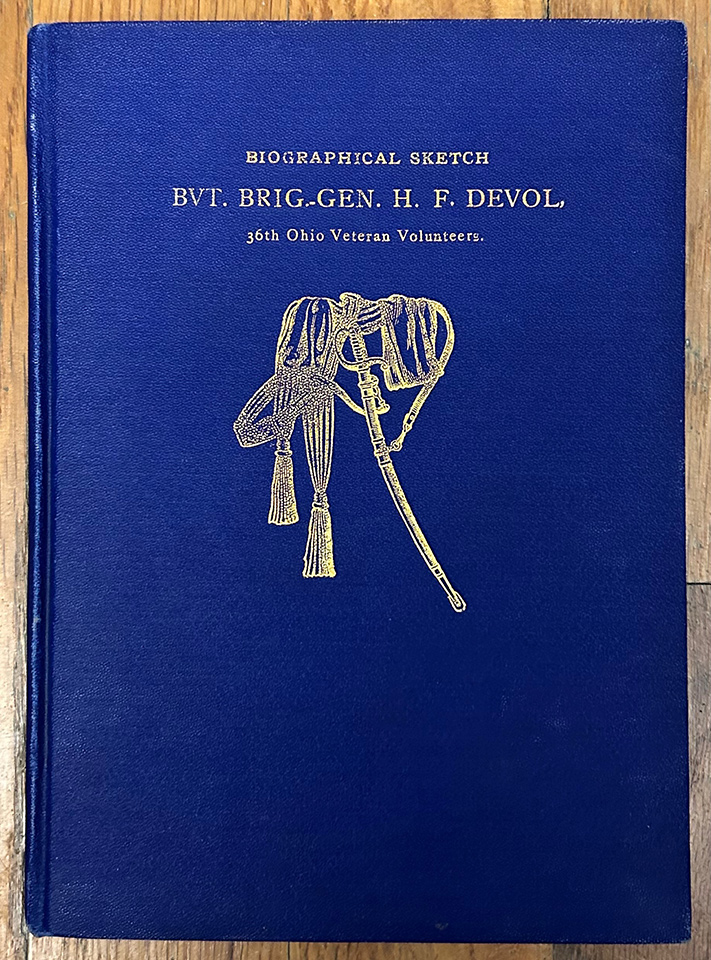 BIOGRAPHICAL SKETCH
BVT. BRIG.-GEN. H. F. DEVOL,
36th Ohio Veteran Volunteers.